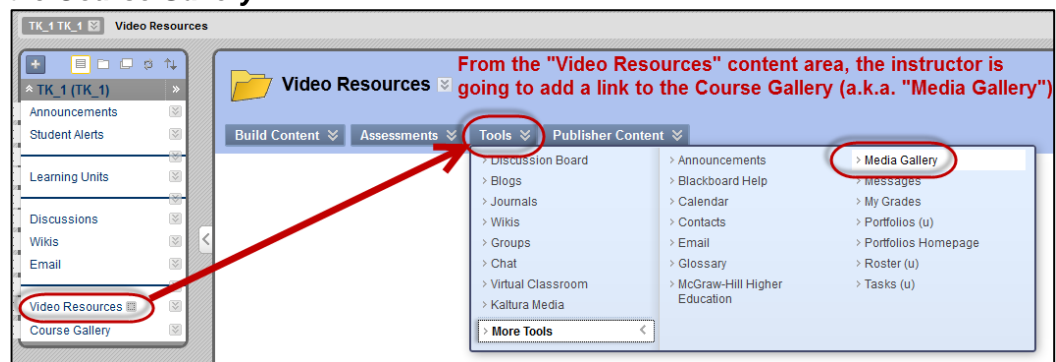 the Course Gallery
TK_1 TK_1 Video Resources
TK_1 (TK_1)
Announcements
Student Alerts
Learning Units
Discussions
Wikis
Email
Video Resources
Course Gallery
Video Resources
From the "Video Resources" content area, the instructor is
going to add a link to the Course Gallery (a.k.a. "Media Gallery")
Build Content Assessments Tools Publisher Content
> Discussion Board
> Blogs
> Journals
> Wikis
> Groups
> Chat
> Virtual Classroom
> Kaltura Media
> More Tools <
> Announcements
> Blackboard Help
> Calendar
> Contacts
> Email
> Glossary
> McGraw-Hill Higher
Education
> Media Gallery
> Messages
> My Grades
> Portfolios (u)
> Portfolios Homepage
> Roster (u)
> Tasks (u)